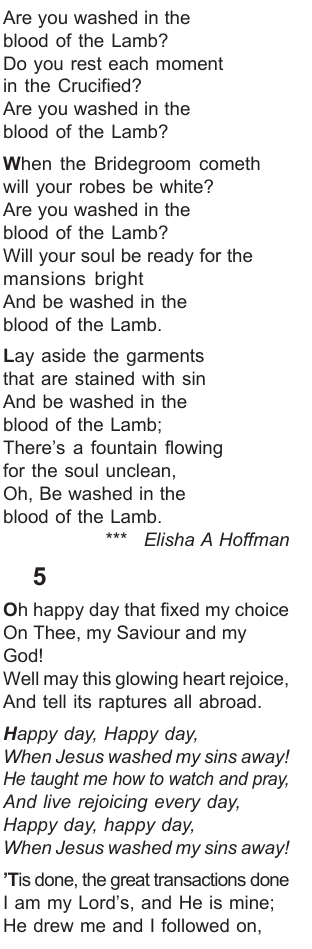 Are you washed in the
blood of the Lamb?
Do you rest each moment
in the Crucified?
Are you washed in the
blood of the Lamb?
When the Bridegroom cometh
will your robes be white?
Are you washed in the
blood of the Lamb?
Will your soul be ready for the
mansions bright
And be washed in the
blood of the Lamb.
Lay aside the garments
that are stained with sin
And be washed in the
blood of the Lamb;
There’s a fountain flowing
for the soul unclean,
Oh, Be washed in the
blood of the Lamb.
*** Elisha A Hoffman
5
Oh happy day that fixed my choice
On Thee, my Saviour and my
God!
Well may this glowing heart rejoice,
And tell its raptures all abroad.
Happy day, Happy day,
When Jesus washed my sins away!
He taught me how to watch and pray,
And live rejoicing every day,
Happy day, happy day,
When Jesus washed my sins away!
’Tis done, the great transactions done
I am my Lord’s, and He is mine;
He drew me and I followed on,